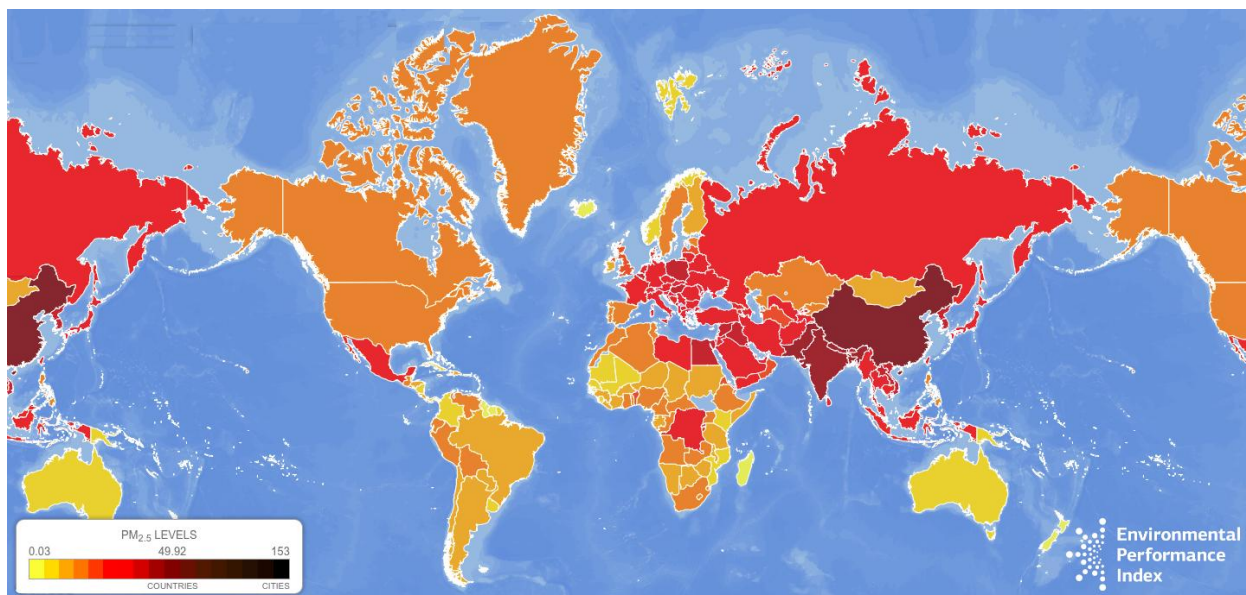 PM2.5 LEVELS
0.03 49.92 153
COUNTRIES CITIES
Environmental
Performance
Index